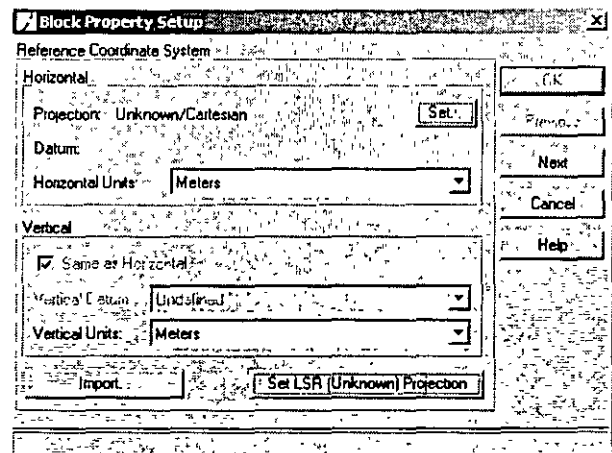 Block Property Setup
Reference Coordinate System
Horizontal
Projection: Unknown/Cartesian
Set...
Datum:
Horizontal Units: Meters
Vertical
Same as Horizontal
Vertical Datum: Undefined
Vertical Units: Meters
Import...
Set LSR (Unknown) Projection
OK
Previous
Next
Cancel
Help